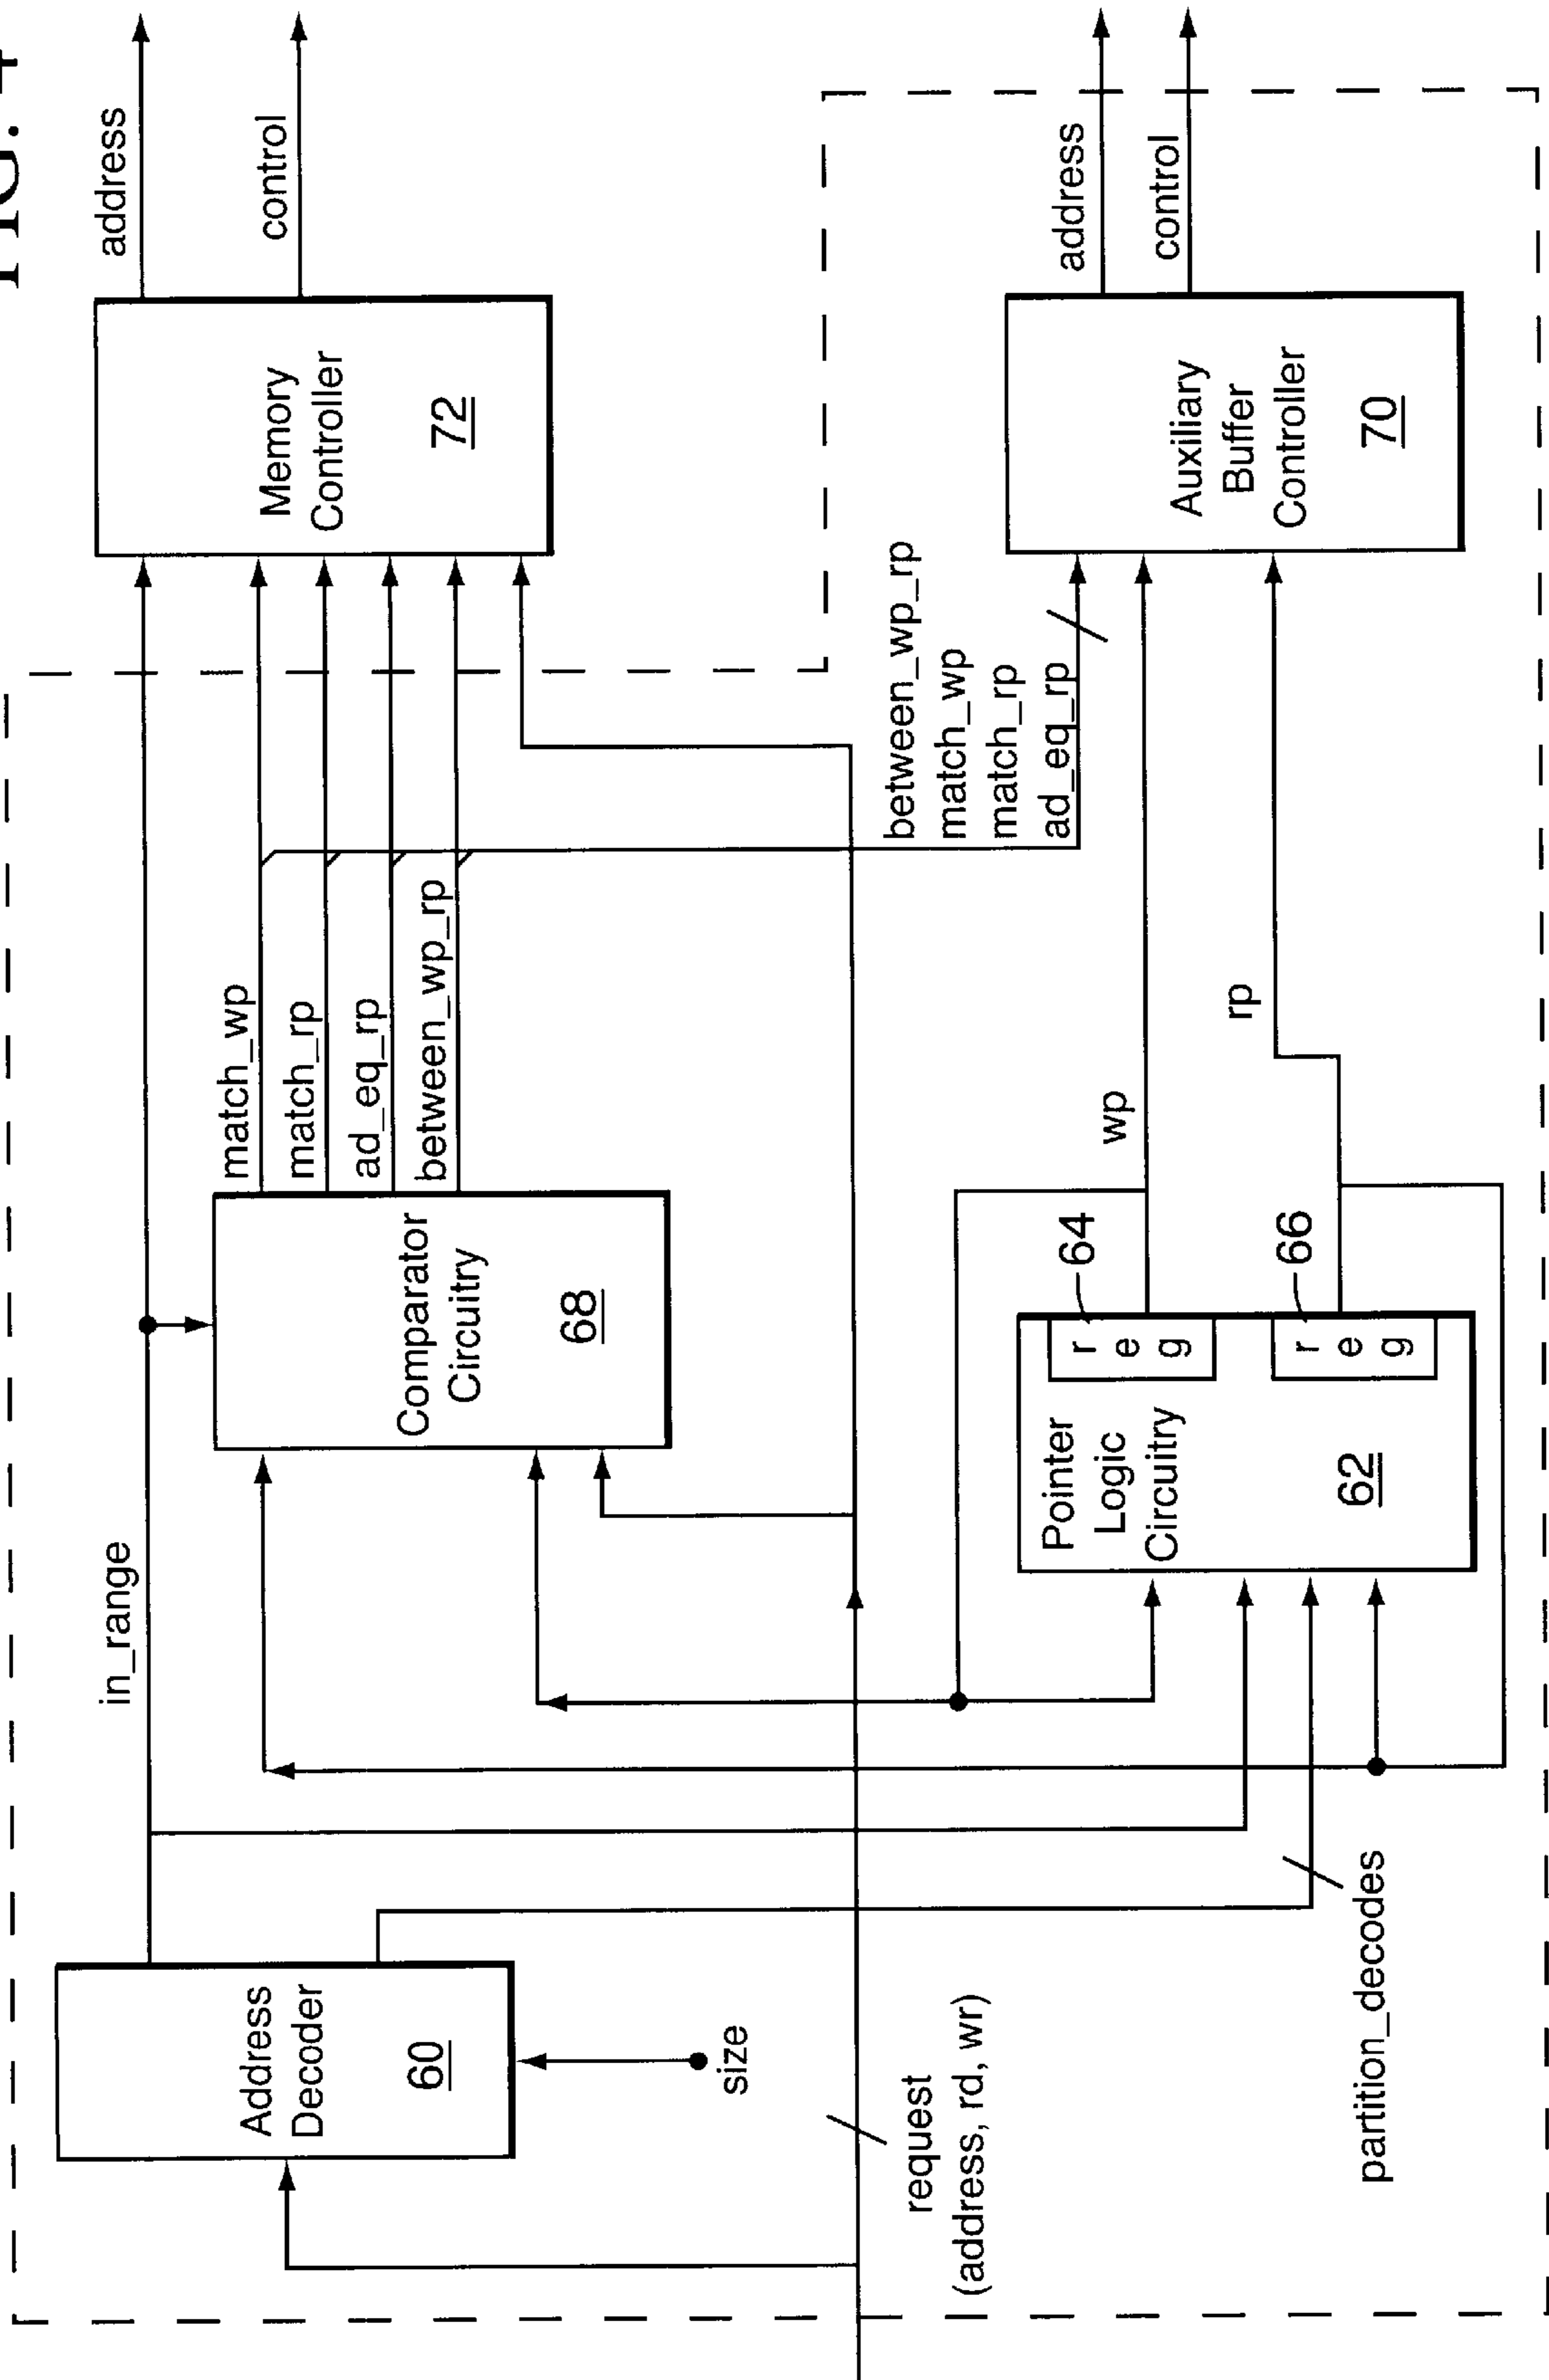 FIG. 4
address
control
Memory
Controller
72
in_range
match_wp
match_rp
ad_eq_rp
between_wp_rp
Comparator
Circuitry
68
Address
Decoder
60
size
request
(address, rd, wr)
partition_decodes
between_wp_rp
match_wp
match_rp
ad_eq_rp
wp
rp
Pointer
Logic
Circuitry
62
reg
64
reg
66
Auxiliary
Buffer
Controller
70
address
control